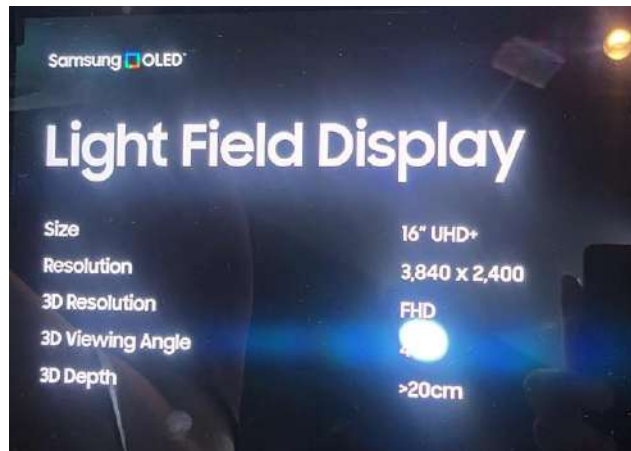 Samsung OLED™
Light Field Display
Size 16" UHD+
Resolution 3,840 x 2,400
3D Resolution FHD
3D Viewing Angle
3D Depth >20cm